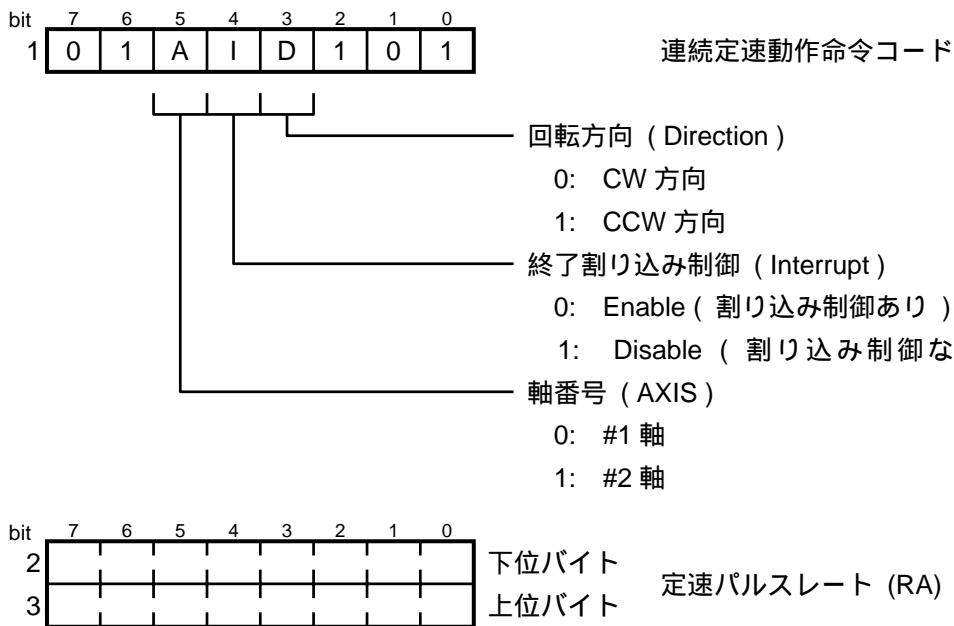 bit 7 6 5 4 3 2 1 0
1 0 1 A I D 1 0 1 連続定速動作命令コード
回転方向 ( Direction )
0: CW 方向
1: CCW 方向
終了割り込み制御 ( Interrupt )
0: Enable ( 割り込み制御あり )
1: Disable ( 割り込み制御な
軸番号 ( AXIS )
0: #1 軸
1: #2 軸
bit 7 6 5 4 3 2 1 0
2 下位バイト
定速パルスレート (RA)
3 上位バイト